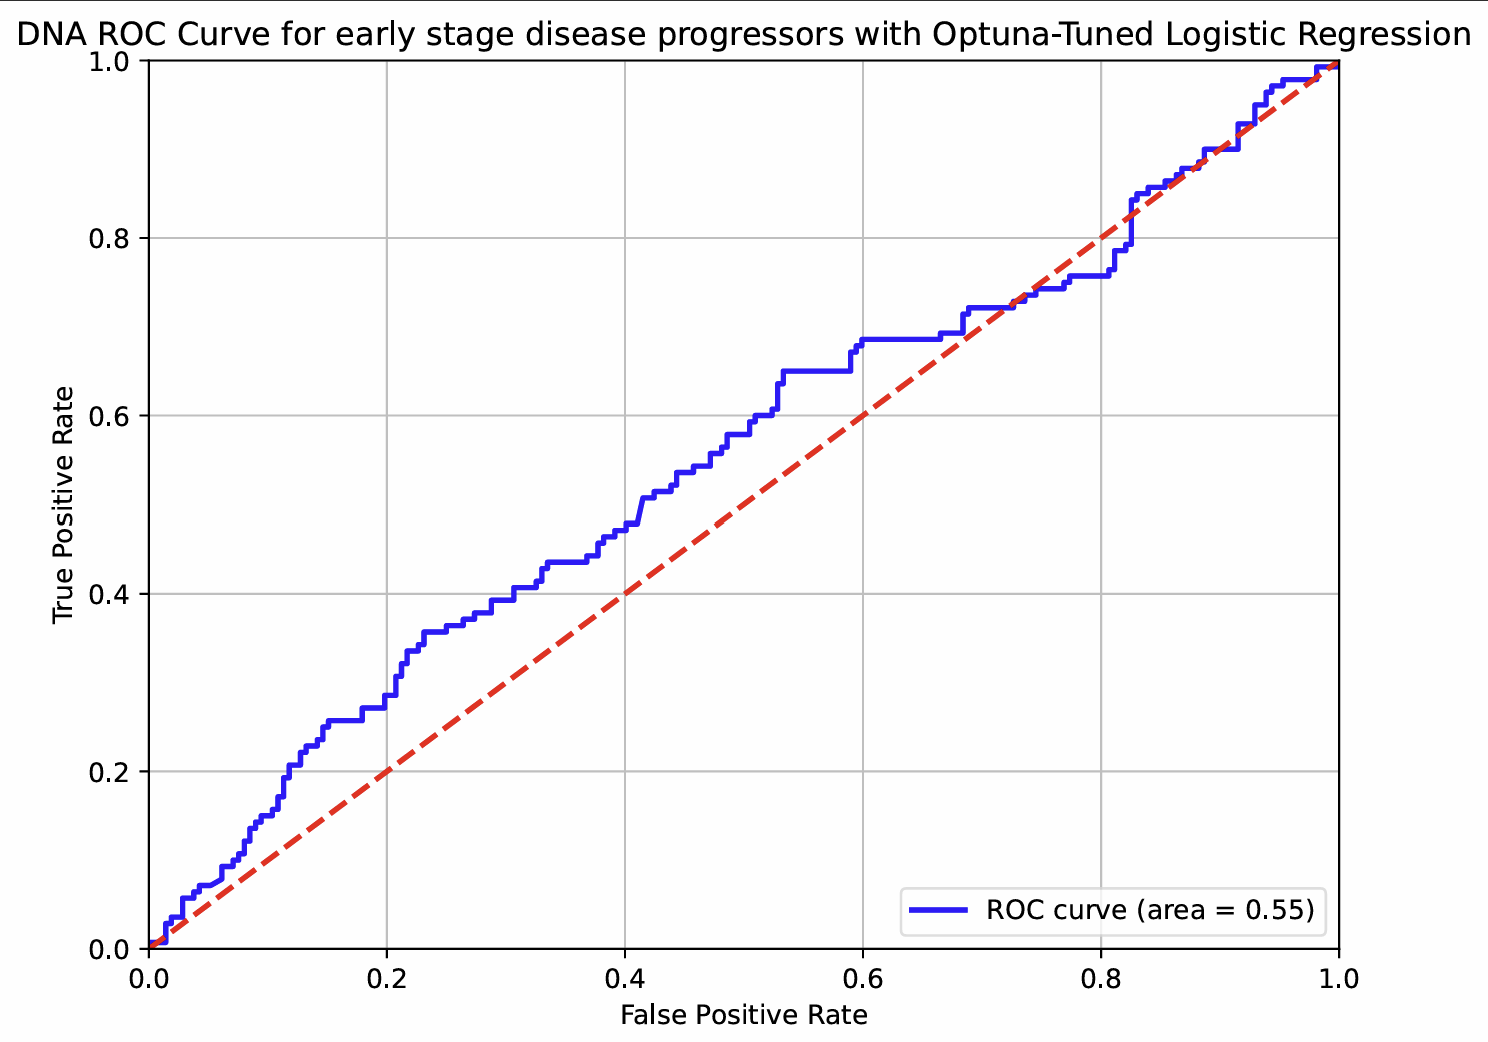 DNA ROC Curve for early stage disease progressors with Optuna-Tuned Logistic Regression
1.0
0.8
0.6
0.4
0.2
0.0
True Positive Rate
ROC curve (area = 0.55)
0.0 0.2 0.4 0.6 0.8 1.0
False Positive Rate